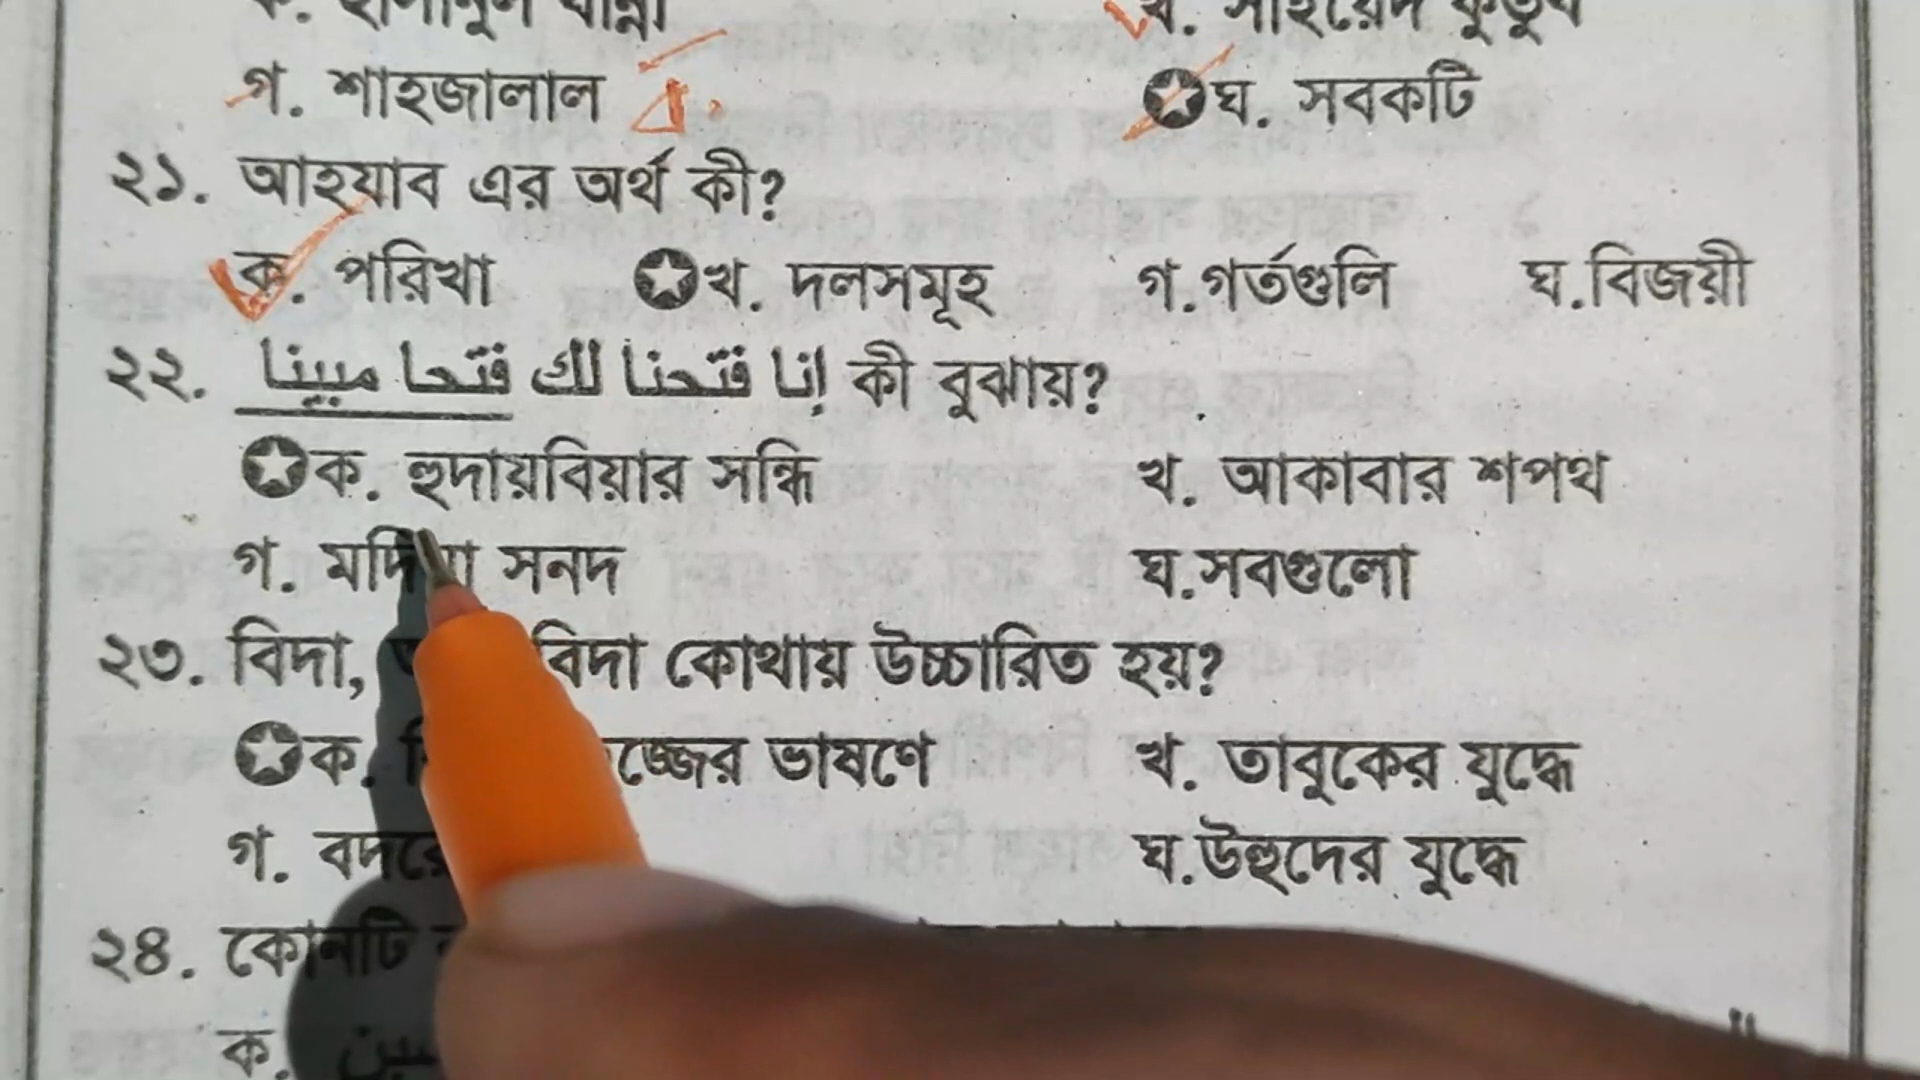 গ. শাহজালাল ঘ. সবকটি
২১. আহযাব এর অর্থ কী?
ক. পরিখা খ. দলসমূহ গ.গর্তগুলি ঘ.বিজয়ী
২২. إنا فتحنا لك فتحا مبينا কী বুঝায়?
ক. হুদায়বিয়ার সন্ধি খ. আকাবার শপথ
গ. সনদ ঘ.সবগুলো
২৩. বিদা, বিদা কোথায় উচ্চারিত হয়?
ক. ভাষণে খ. তাবুকের যুদ্ধে
গ. ঘ.উহুদের যুদ্ধে
২৪. কোনটি
ক.